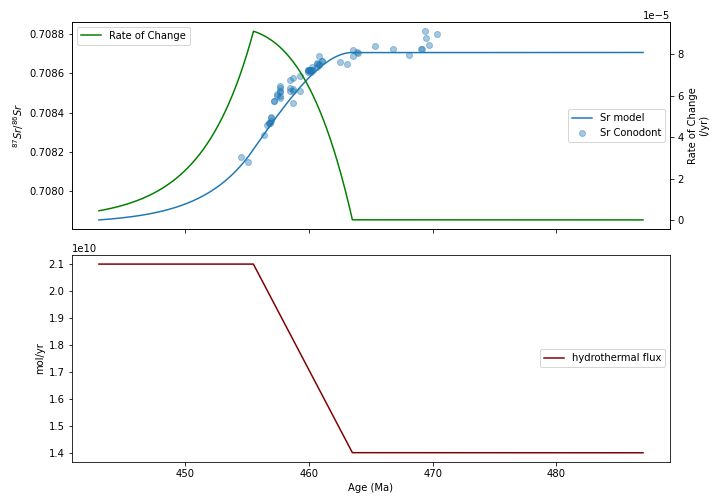 1e−5
0.7088
0.7086
0.7084
0.7082
0.7080
⁸⁷Sr/⁸⁶Sr
Rate of Change
Sr model
Sr Conodont
8
6
4
2
0
Rate of Change
(/yr)
1e10
2.1
2.0
1.9
1.8
1.7
1.6
1.5
1.4
mol/yr
hydrothermal flux
450
460
470
480
Age (Ma)